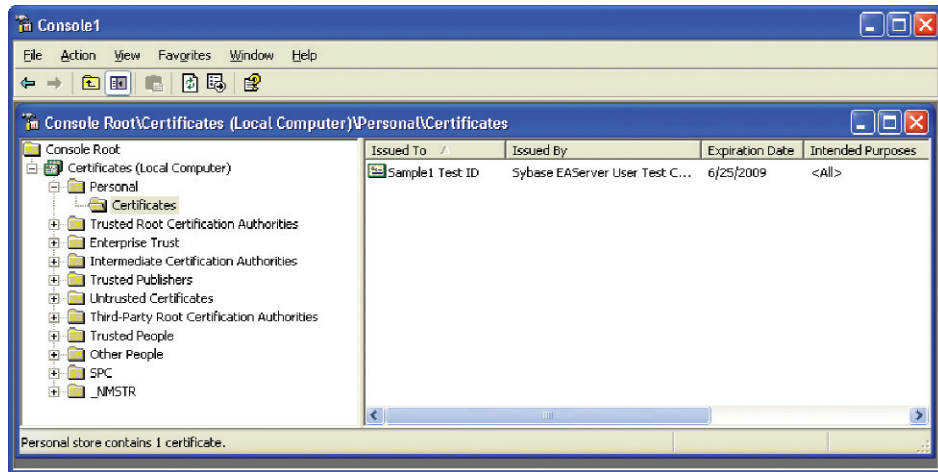 Console1
File Action View Favorites Window Help
Console Root\Certificates (Local Computer)\Personal\Certificates
Console Root
Certificates (Local Computer)
Personal
Certificates
Trusted Root Certification Authorities
Enterprise Trust
Intermediate Certification Authorities
Trusted Publishers
Untrusted Certificates
Third-Party Root Certification Authorities
Trusted People
Other People
SPC
_NMSTR
Issued To Issued By Expiration Date Intended Purposes
Sample1 Test ID Sybase EAServer User Test C... 6/25/2009 <All>
Personal store contains 1 certificate.